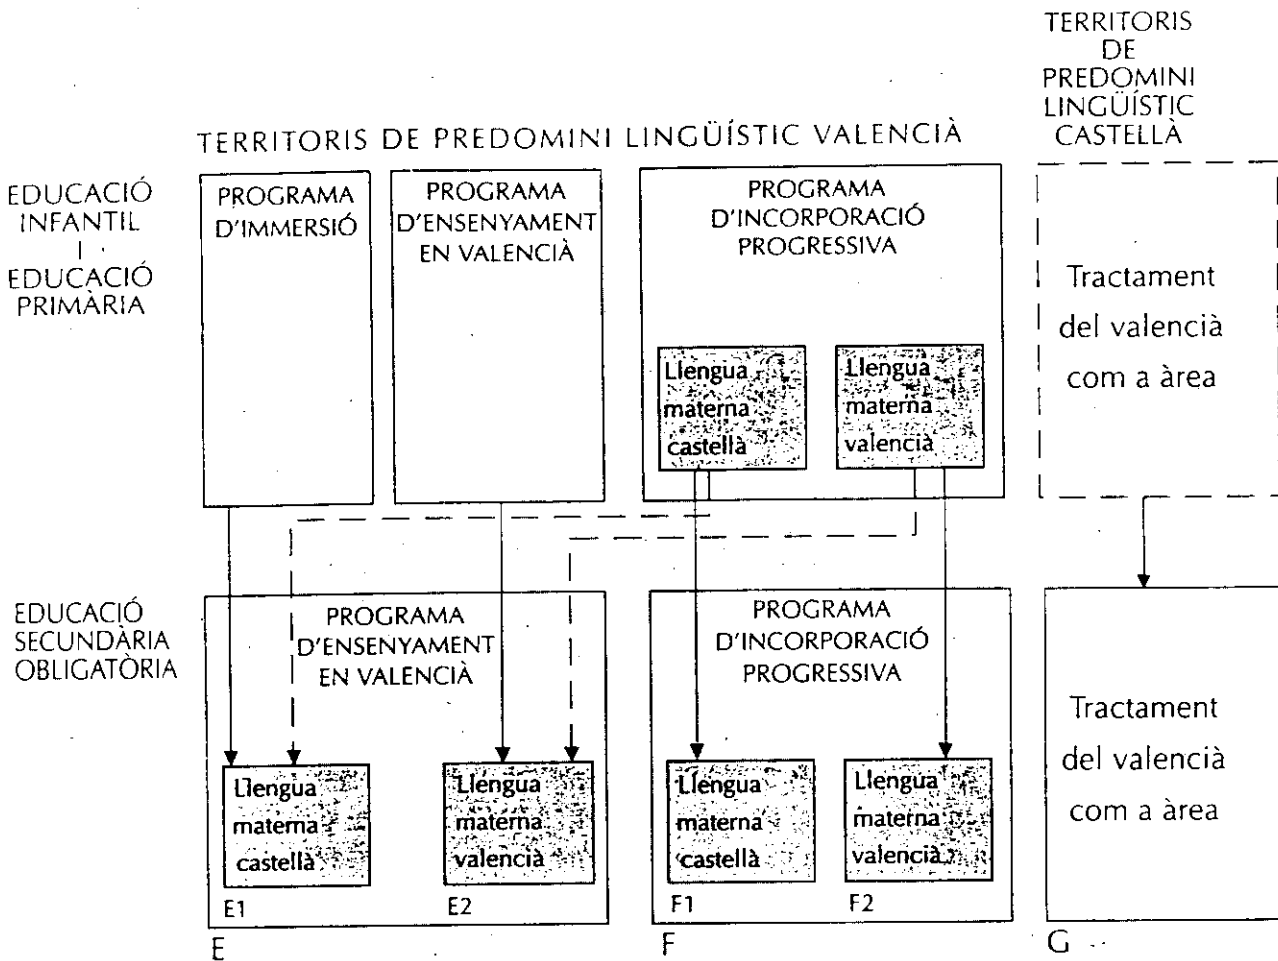 TERRITORIS
DE
PREDOMINI
LINGÜÍSTIC
CASTELLÀ
TERRITORIS DE PREDOMINI LINGÜÍSTIC VALENCIÀ
EDUCACIÓ
INFANTIL
I
EDUCACIÓ
PRIMÀRIA
PROGRAMA
D'IMMERSIÓ
PROGRAMA
D'ENSENYAMENT
EN VALENCIÀ
PROGRAMA
D'INCORPORACIÓ
PROGRESSIVA
Llengua
materna
castellà
Llengua
materna
valencià
Tractament
del valencià
com a àrea
EDUCACIÓ
SECUNDÀRIA
OBLIGATÒRIA
PROGRAMA
D'ENSENYAMENT
EN VALENCIÀ
Llengua
materna
castellà
E1
Llengua
materna
valencià
E2
E
PROGRAMA
D'INCORPORACIÓ
PROGRESSIVA
Llengua
materna
castellà
F1
Llengua
materna
valencià
F2
F
Tractament
del valencià
com a àrea
G